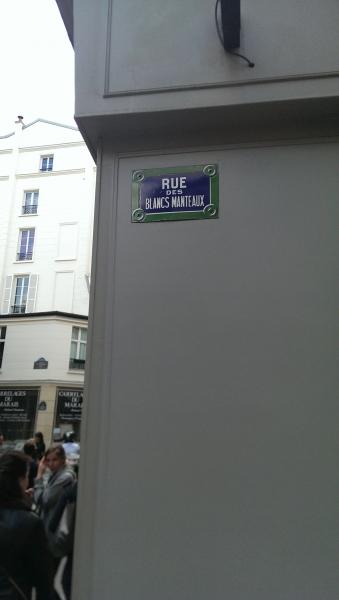 RUE
DES
BLANCS MANTEAUX
CARRELAGES
DU
MARAIS
CARRELAGES
DU
MARAIS